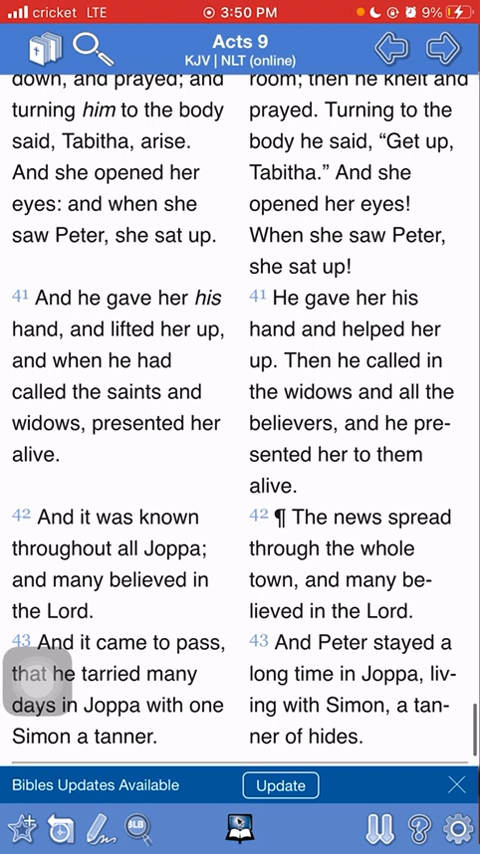 cricket LTE 3:50 PM 9%
Acts 9
KJV | NLT (online)
down, and prayed; and
turning him to the body
said, Tabitha, arise.
And she opened her
eyes: and when she
saw Peter, she sat up.
41 And he gave her his
hand, and lifted her up,
and when he had
called the saints and
widows, presented her
alive.
42 And it was known
throughout all Joppa;
and many believed in
the Lord.
43 And it came to pass,
that he tarried many
days in Joppa with one
Simon a tanner.
room; then he knelt and
prayed. Turning to the
body he said, “Get up,
Tabitha.” And she
opened her eyes!
When she saw Peter,
she sat up!
41 He gave her his
hand and helped her
up. Then he called in
the widows and all the
believers, and he pre-
sented her to them
alive.
42 ¶ The news spread
through the whole
town, and many be-
lieved in the Lord.
43 And Peter stayed a
long time in Joppa, liv-
ing with Simon, a tan-
ner of hides.
Bibles Updates Available Update
BLB